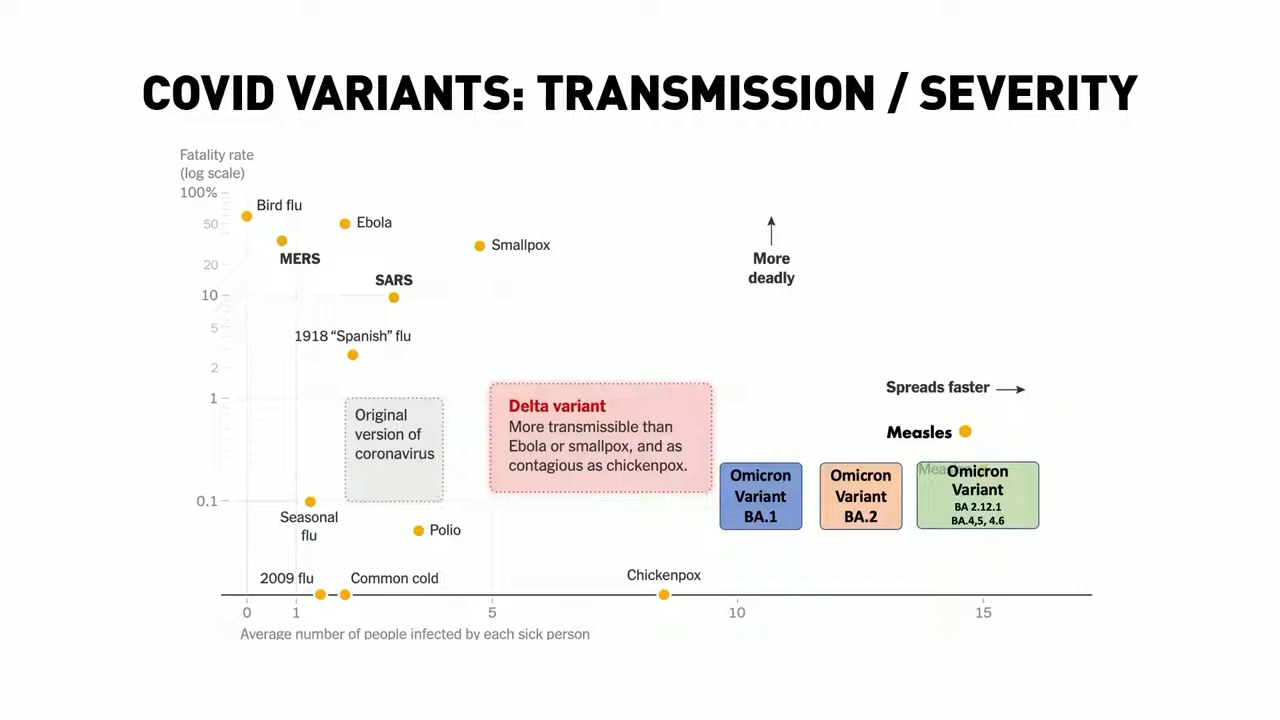 COVID VARIANTS: TRANSMISSION / SEVERITY
Fatality rate
(log scale)
100%
50
20
10
5
2
1
0.1
Bird flu
Ebola
MERS
Smallpox
SARS
1918 “Spanish” flu
More
deadly
Spreads faster
Original
version of
coronavirus
Delta variant
More transmissible than
Ebola or smallpox, and as
contagious as chickenpox.
Measles
Omicron
Variant
BA.1
Omicron
Variant
BA.2
Omicron
Variant
BA 2.12.1
BA.4,5, 4.6
Seasonal
flu
Polio
2009 flu
Common cold
Chickenpox
0
1
5
10
15
Average number of people infected by each sick person